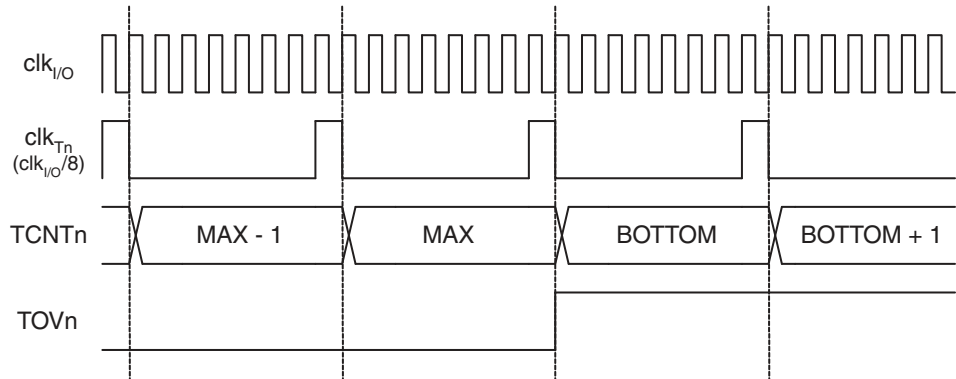 clkI/O
clkTn
(clkI/O/8)
TCNTn MAX - 1 MAX BOTTOM BOTTOM + 1
TOVn